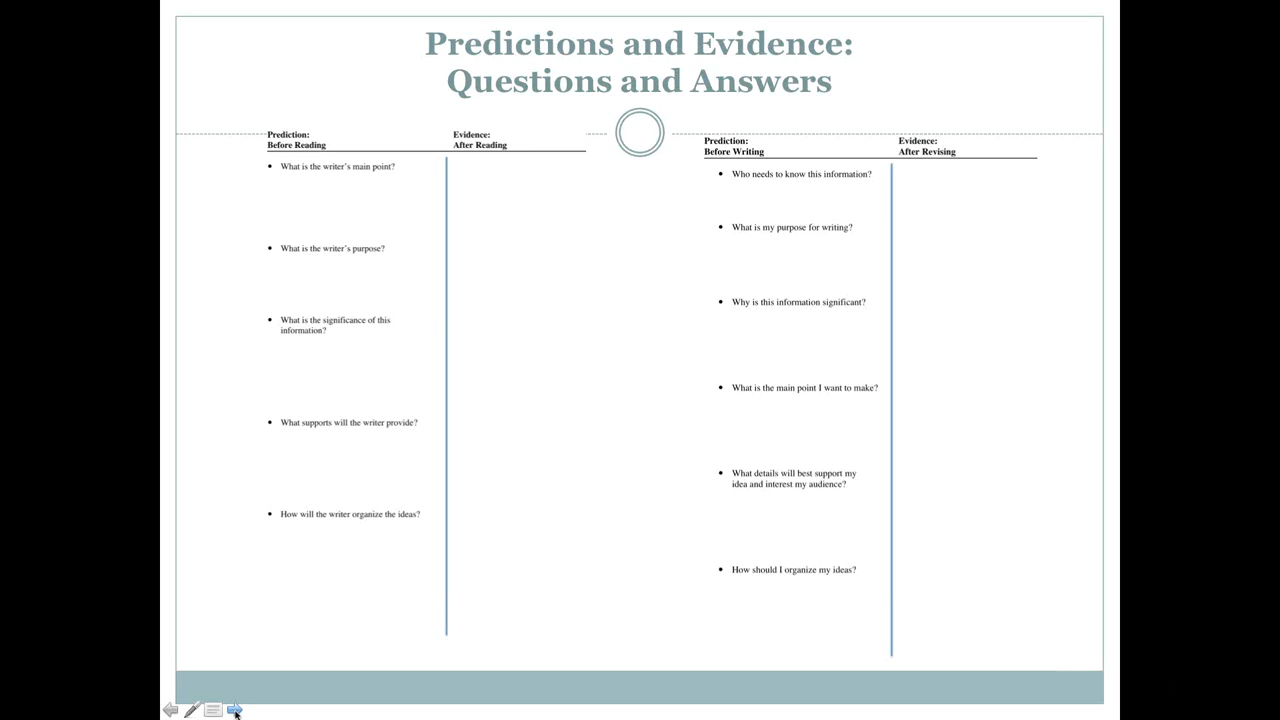 Predictions and Evidence:
Questions and Answers
Prediction:
Before Reading
Evidence:
After Reading
• What is the writer's main point?
• What is the writer's purpose?
• What is the significance of this
information?
• What supports will the writer provide?
• How will the writer organize the ideas?
Prediction:
Before Writing
Evidence:
After Revising
• Who needs to know this information?
• What is my purpose for writing?
• Why is this information significant?
• What is the main point I want to make?
• What details will best support my
idea and interest my audience?
• How should I organize my ideas?